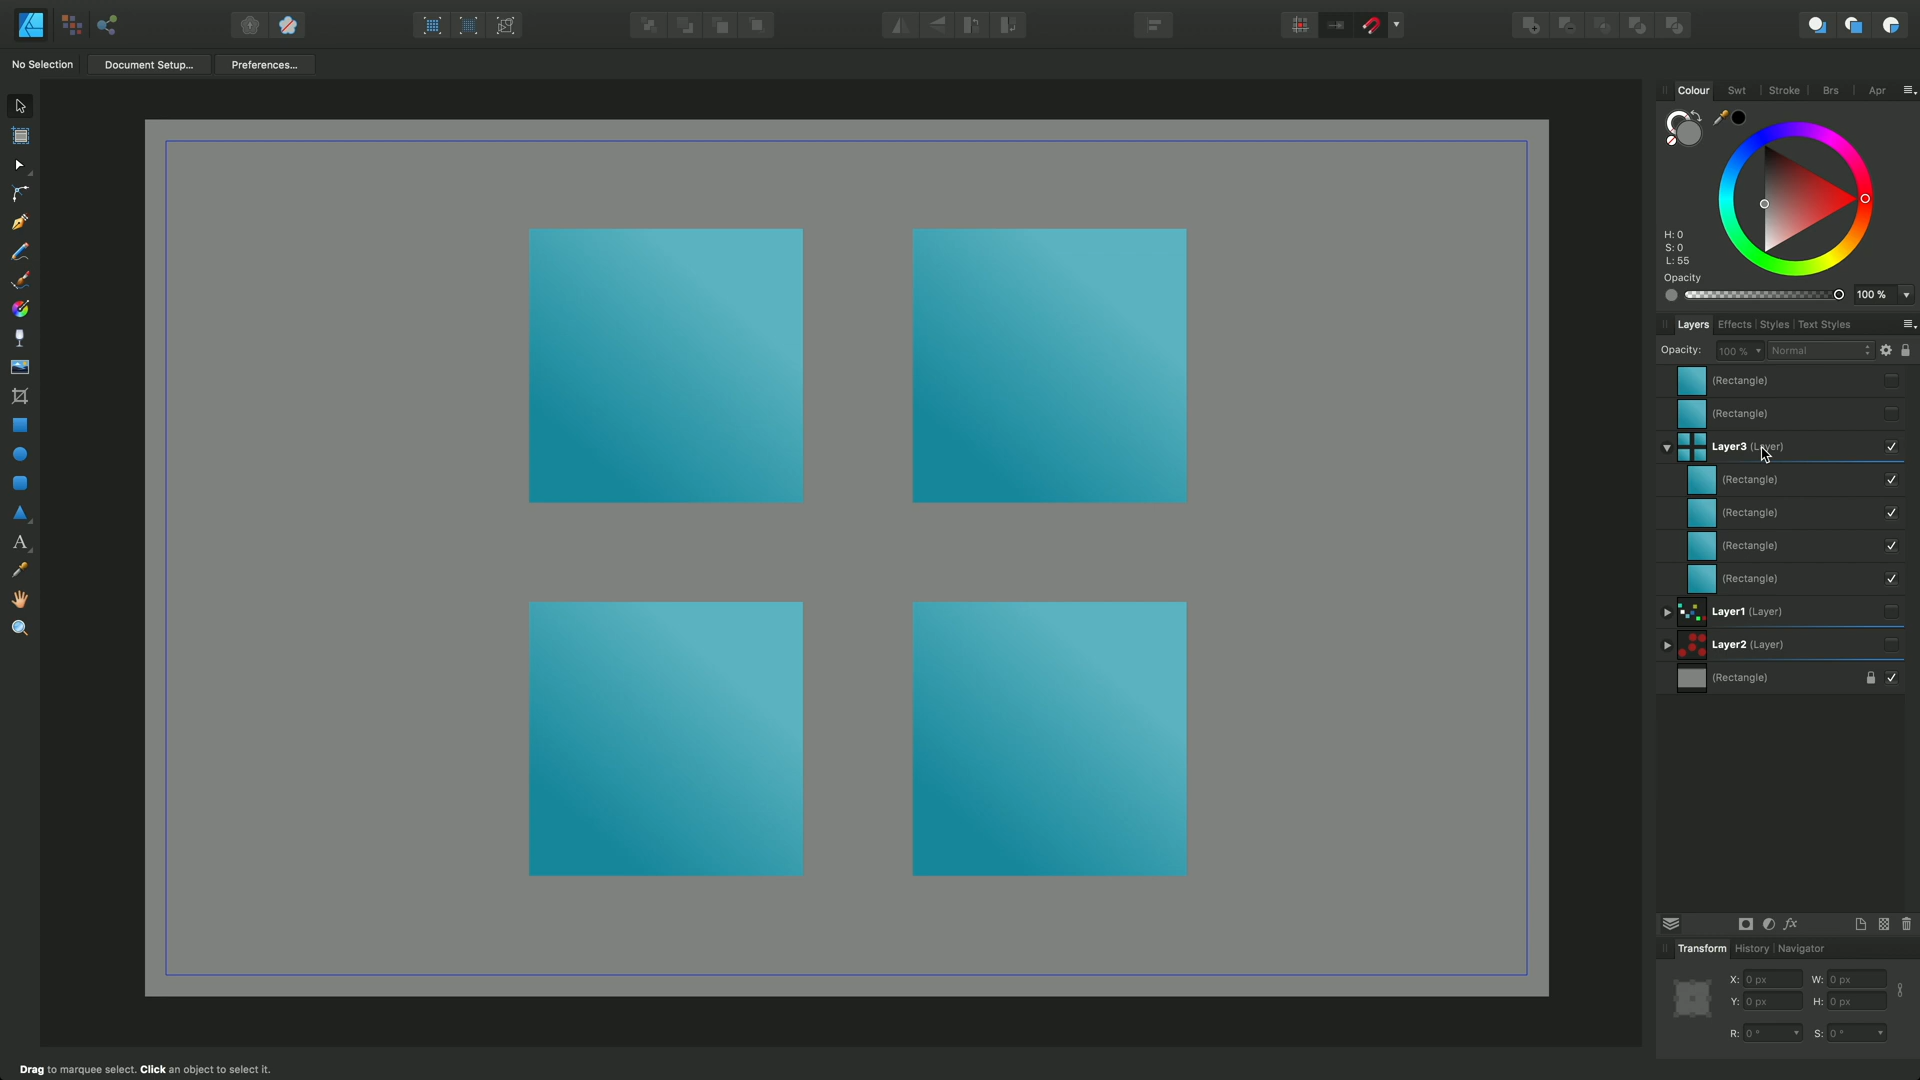 No Selection
Document Setup...
Preferences...
Colour
Swt
Stroke
Brs
Apr
H: 0
S: 0
L: 55
Opacity
100 %
Layers
Effects
Styles
Text Styles
Opacity:
100 %
Normal
(Rectangle)
(Rectangle)
Layer3 (Layer)
(Rectangle)
(Rectangle)
(Rectangle)
(Rectangle)
Layer1 (Layer)
Layer2 (Layer)
(Rectangle)
fx
Transform
History
Navigator
X: 0 px
W: 0 px
Y: 0 px
H: 0 px
R: 0 °
S: 0 °
A
Drag to marquee select. Click an object to select it.